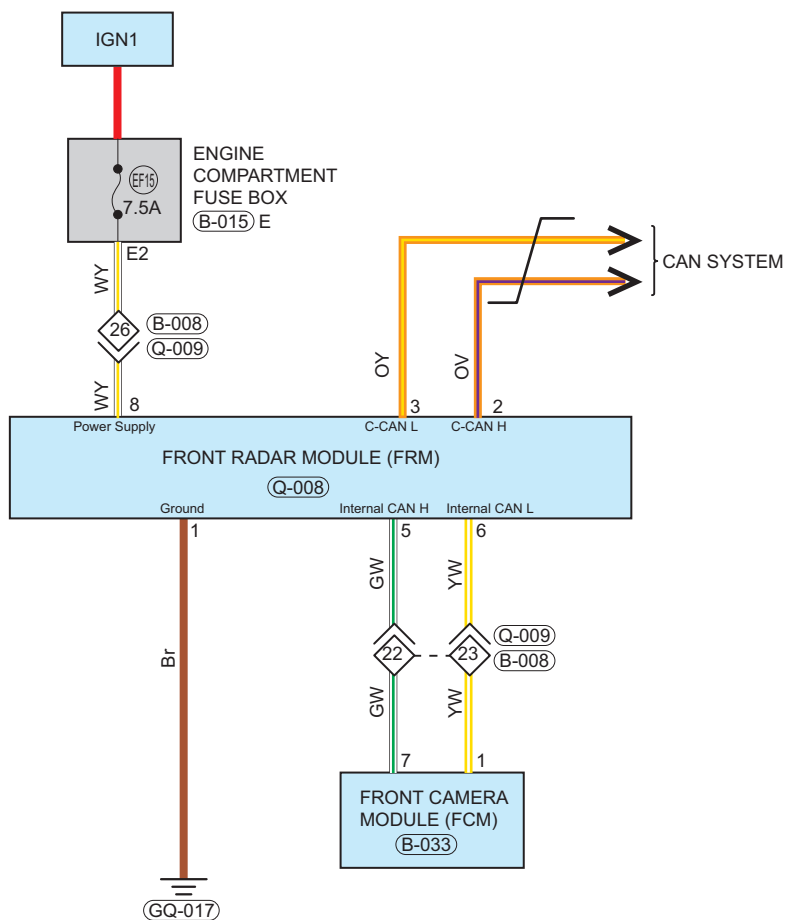 IGN1
EF15
7.5A
ENGINE
COMPARTMENT
FUSE BOX
B-015 E
E2
WY
26
B-008
Q-009
WY
8
CAN SYSTEM
OY
OV
3
2
Power Supply
C-CAN L
C-CAN H
FRONT RADAR MODULE (FRM)
Q-008
Ground
Internal CAN H
Internal CAN L
1
5
6
Br
GW
YW
22
23
Q-009
B-008
GW
YW
7
1
FRONT CAMERA
MODULE (FCM)
B-033
GQ-017